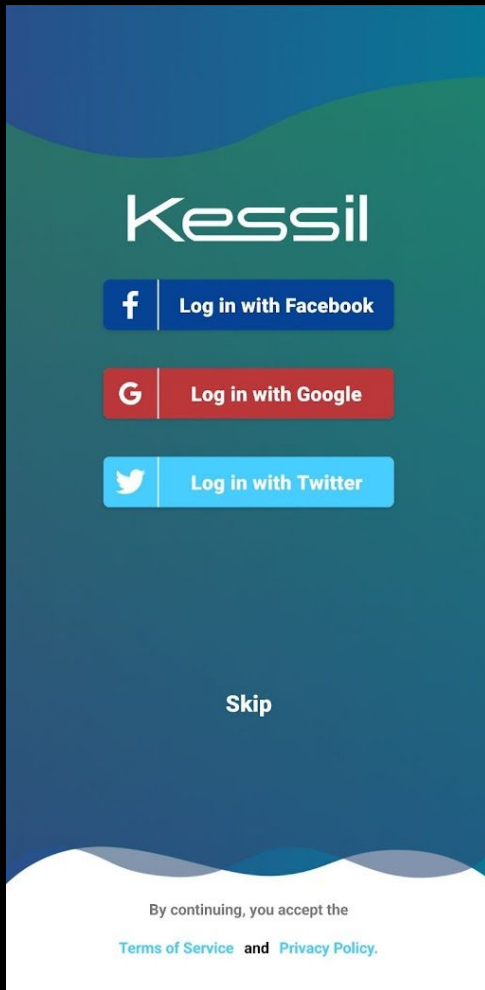 Kessil
Log in with Facebook
Log in with Google
Log in with Twitter
Skip
By continuing, you accept the
Terms of Service and Privacy Policy.